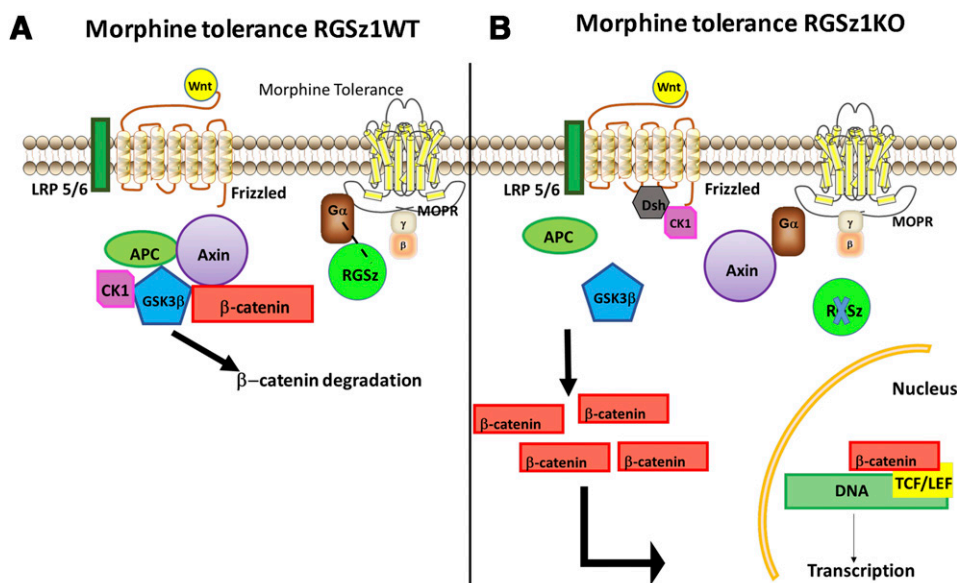 A
Morphine tolerance RGSz1WT
Wnt
Morphine Tolerance
LRP 5/6
Frizzled
MOPR
Gα
γ
β
RGSz
APC
Axin
CK1
GSK3β
β-catenin
β−catenin degradation
B
Morphine tolerance RGSz1KO
Wnt
LRP 5/6
Frizzled
Dsh
CK1
MOPR
Gα
γ
β
APC
Axin
GSK3β
RGSz
β-catenin
β-catenin
β-catenin
β-catenin
Nucleus
β-catenin
TCF/LEF
DNA
Transcription